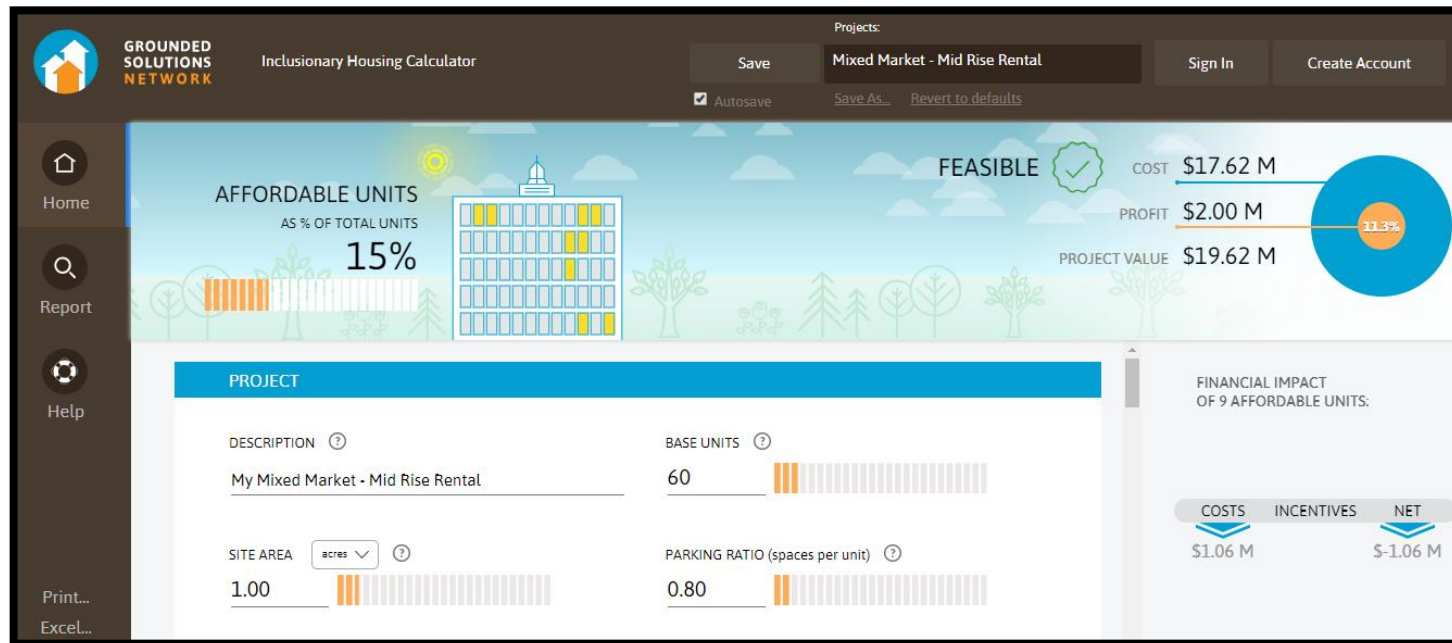 GROUNDED
SOLUTIONS
NETWORK
Inclusionary Housing Calculator
Save
Autosave
Projects:
Mixed Market - Mid Rise Rental
Save As... Revert to defaults
Sign In
Create Account
Home
Report
Help
Print...
Excel...
AFFORDABLE UNITS
AS % OF TOTAL UNITS
15%
FEASIBLE
COST $17.62 M
PROFIT $2.00 M
PROJECT VALUE $19.62 M
11.3%
PROJECT
DESCRIPTION ?
My Mixed Market - Mid Rise Rental
BASE UNITS ?
60
SITE AREA acres ?
1.00
PARKING RATIO (spaces per unit) ?
0.80
FINANCIAL IMPACT
OF 9 AFFORDABLE UNITS:
COSTS INCENTIVES NET
$1.06 M $-1.06 M